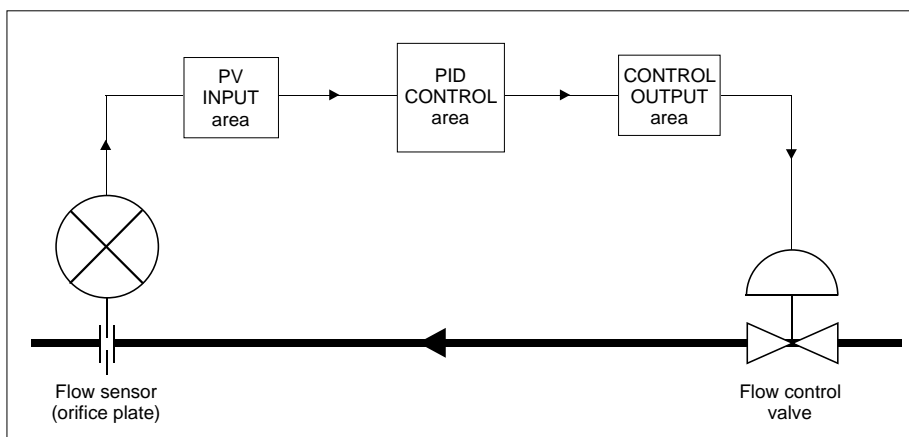 PV
INPUT
area
PID
CONTROL
area
CONTROL
OUTPUT
area
Flow sensor
(orifice plate)
Flow control
valve